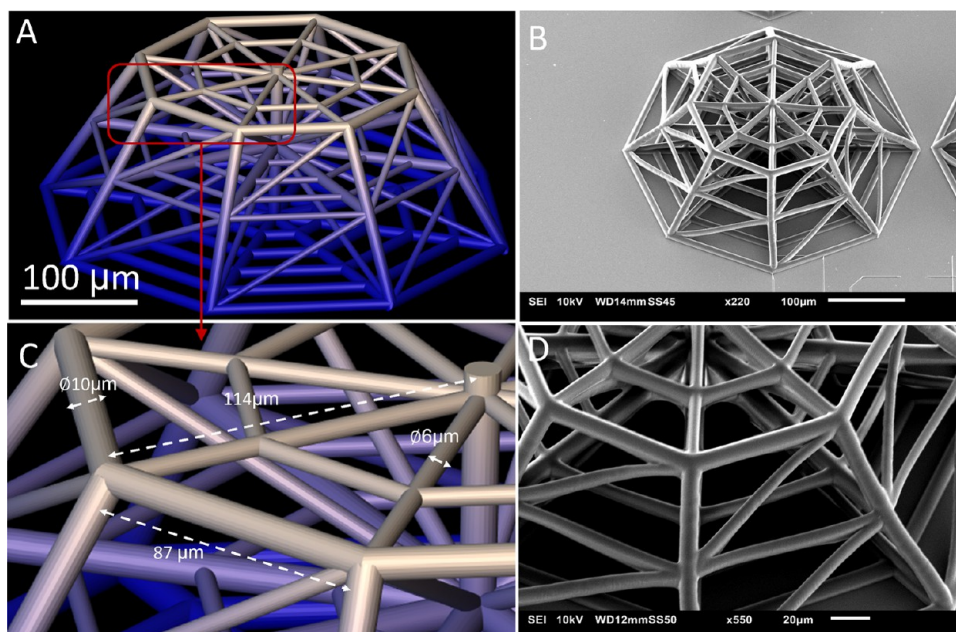 A
100 µm
B
SEI 10kV WD14mmSS45 x220 100µm
C
Ø10µm
114µm
Ø6µm
87 µm
D
SEI 10kV WD12mmSS50 x550 20µm